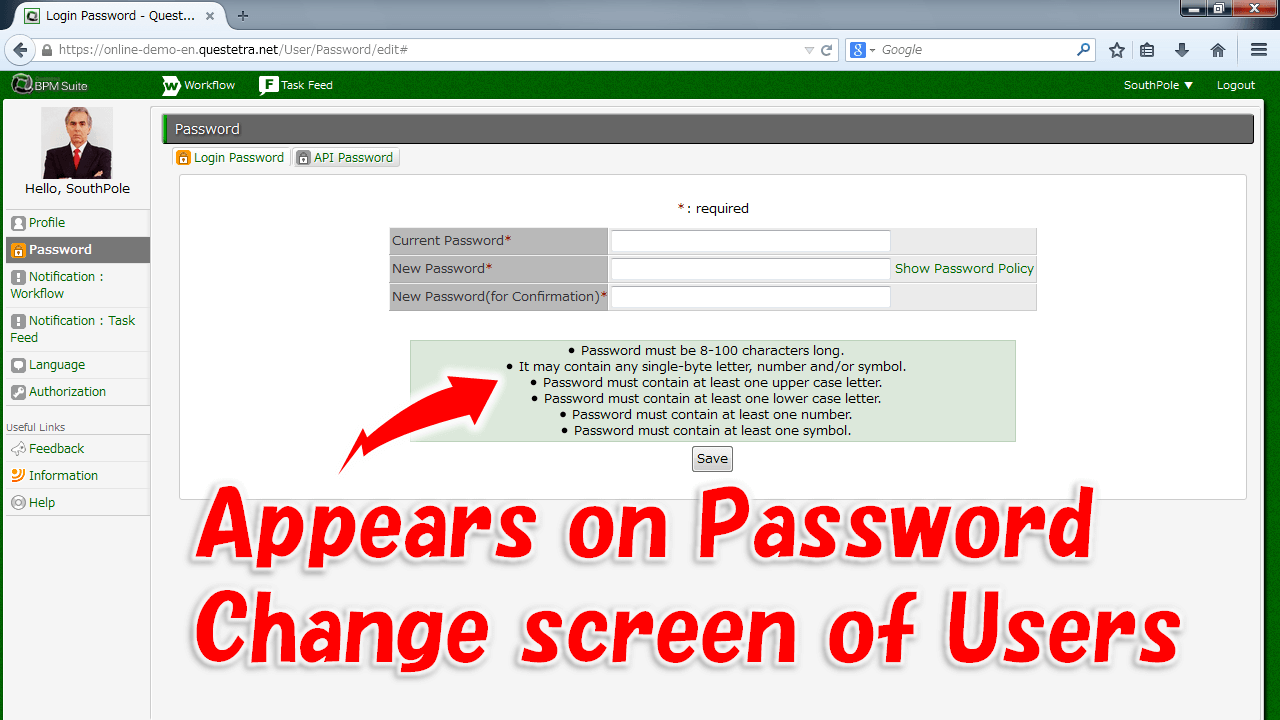 Login Password - Quest...
https://online-demo-en.questetra.net/User/Password/edit#
Google
BPM Suite
Workflow
Task Feed
SouthPole ▼
Logout
Hello, SouthPole
Profile
Password
Notification :
Workflow
Notification : Task
Feed
Language
Authorization
Useful Links
Feedback
Information
Help
Password
Login Password
API Password
* : required
Current Password*
New Password*
Show Password Policy
New Password(for Confirmation)*
• Password must be 8-100 characters long.
• It may contain any single-byte letter, number and/or symbol.
• Password must contain at least one upper case letter.
• Password must contain at least one lower case letter.
• Password must contain at least one number.
• Password must contain at least one symbol.
Save
Appears on Password
Change screen of Users